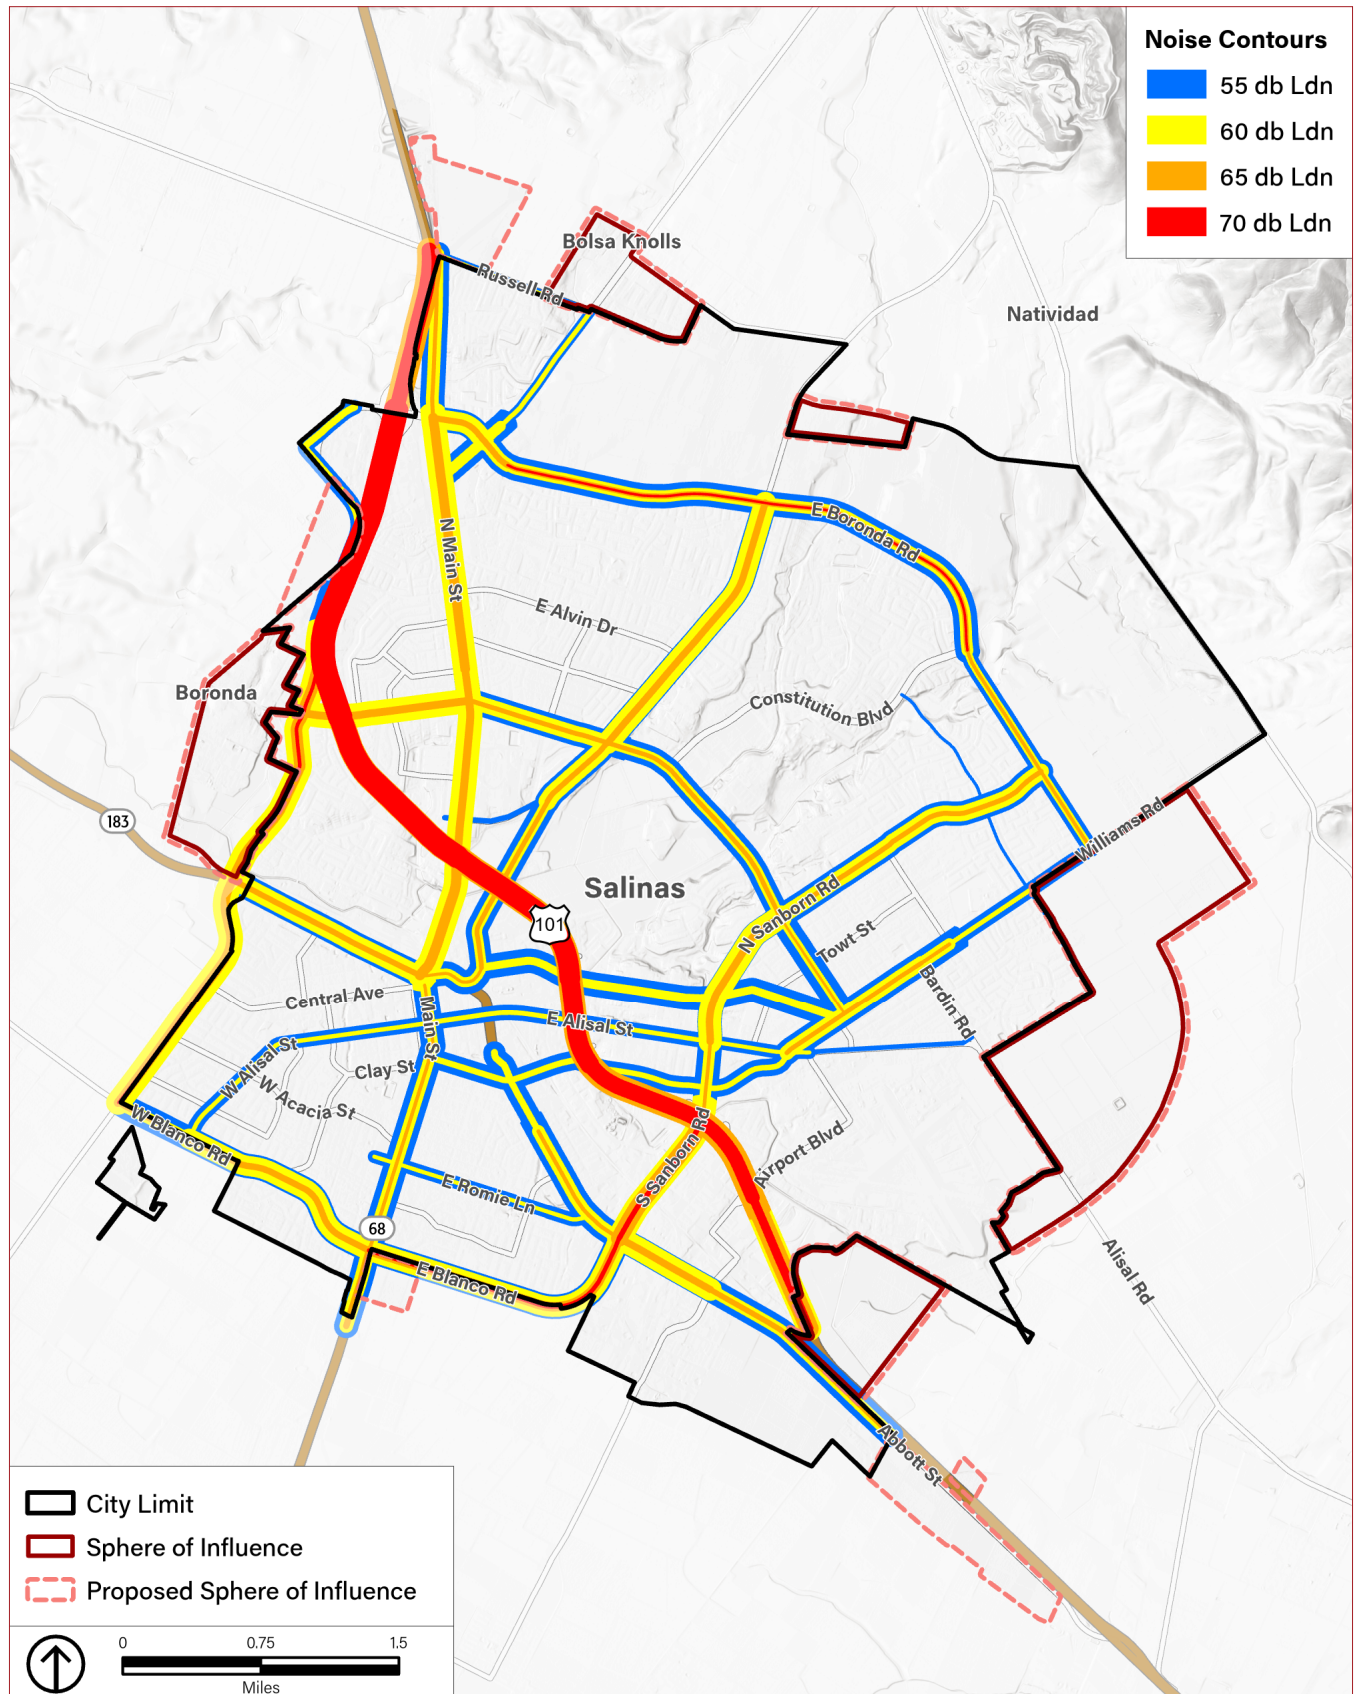 Noise Contours
55 db Ldn
60 db Ldn
65 db Ldn
70 db Ldn
Bolsa Knolls
Russell Rd
Natividad
E Boronda Rd
N Main St
E Alvin Dr
Boronda
Constitution Blvd
183
Williams Rd
Salinas
101
N Sanborn Rd
Towt St
Bardin Rd
Central Ave
Main St
E Alisal St
W Alisal St
Clay St
W Acacia St
W Blanco Rd
S Sanborn Rd
Airport Blvd
E Romie Ln
68
E Blanco Rd
Alisal Rd
Abbott St
City Limit
Sphere of Influence
Proposed Sphere of Influence
0 0.75 1.5
Miles